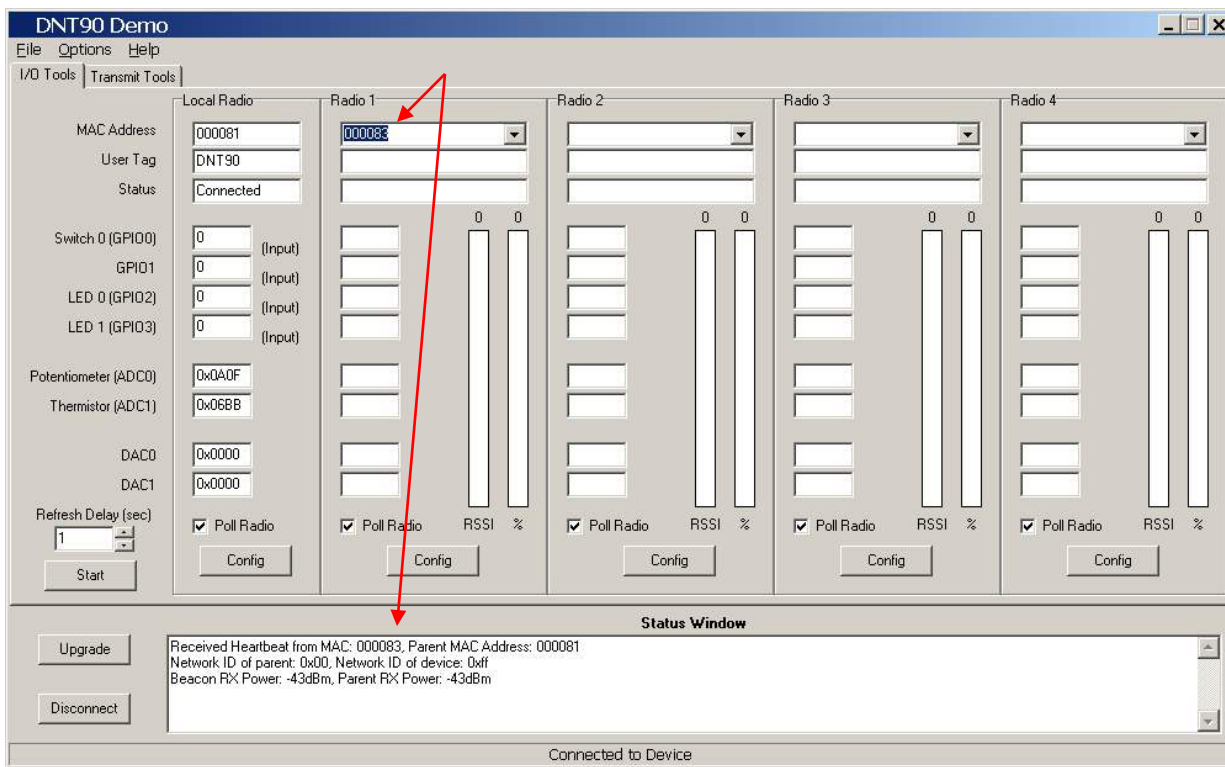 DNT90 Demo
File Options Help
I/O Tools Transmit Tools
Local Radio Radio 1 Radio 2 Radio 3 Radio 4
MAC Address 000081 000083
User Tag DNT90
Status Connected
0 0 0 0 0 0 0 0
Switch 0 (GPIO0) 0 (Input)
GPIO1 0 (Input)
LED 0 (GPIO2) 0 (Input)
LED 1 (GPIO3) 0 (Input)
Potentiometer (ADC0) 0x0A0F
Thermistor (ADC1) 0x06BB
DAC0 0x0000
DAC1 0x0000
Refresh Delay (sec)
1
Poll Radio Poll Radio RSSI % Poll Radio RSSI % Poll Radio RSSI % Poll Radio RSSI %
Start Config Config Config Config Config
Status Window
Upgrade
Received Heartbeat from MAC: 000083, Parent MAC Address: 000081
Network ID of parent: 0x00, Network ID of device: 0xff
Beacon RX Power: -43dBm, Parent RX Power: -43dBm
Disconnect
Connected to Device